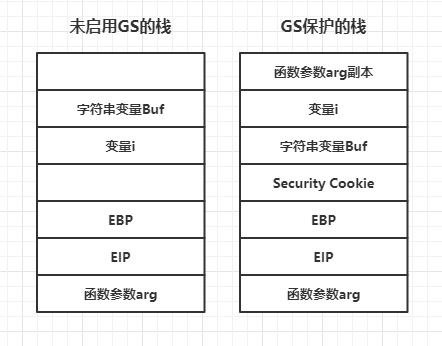 未启用GS的栈
字符串变量Buf
变量i
EBP
EIP
函数参数arg
GS保护的栈
函数参数arg副本
变量i
字符串变量Buf
Security Cookie
EBP
EIP
函数参数arg